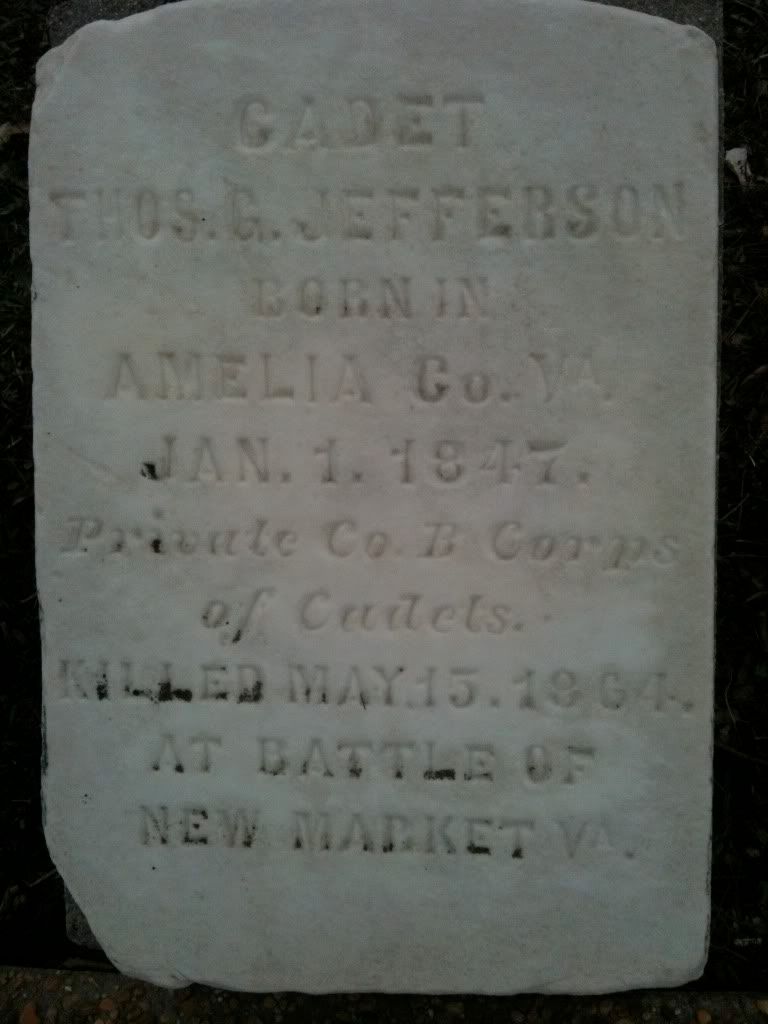 CADET
THOS. G. JEFFERSON
BORN IN
AMELIA Co. VA.
JAN. 1. 1847.
Private Co. B Corps
of Cadets.
KILLED MAY. 15. 1864.
AT BATTLE OF
NEW MARKET VA.